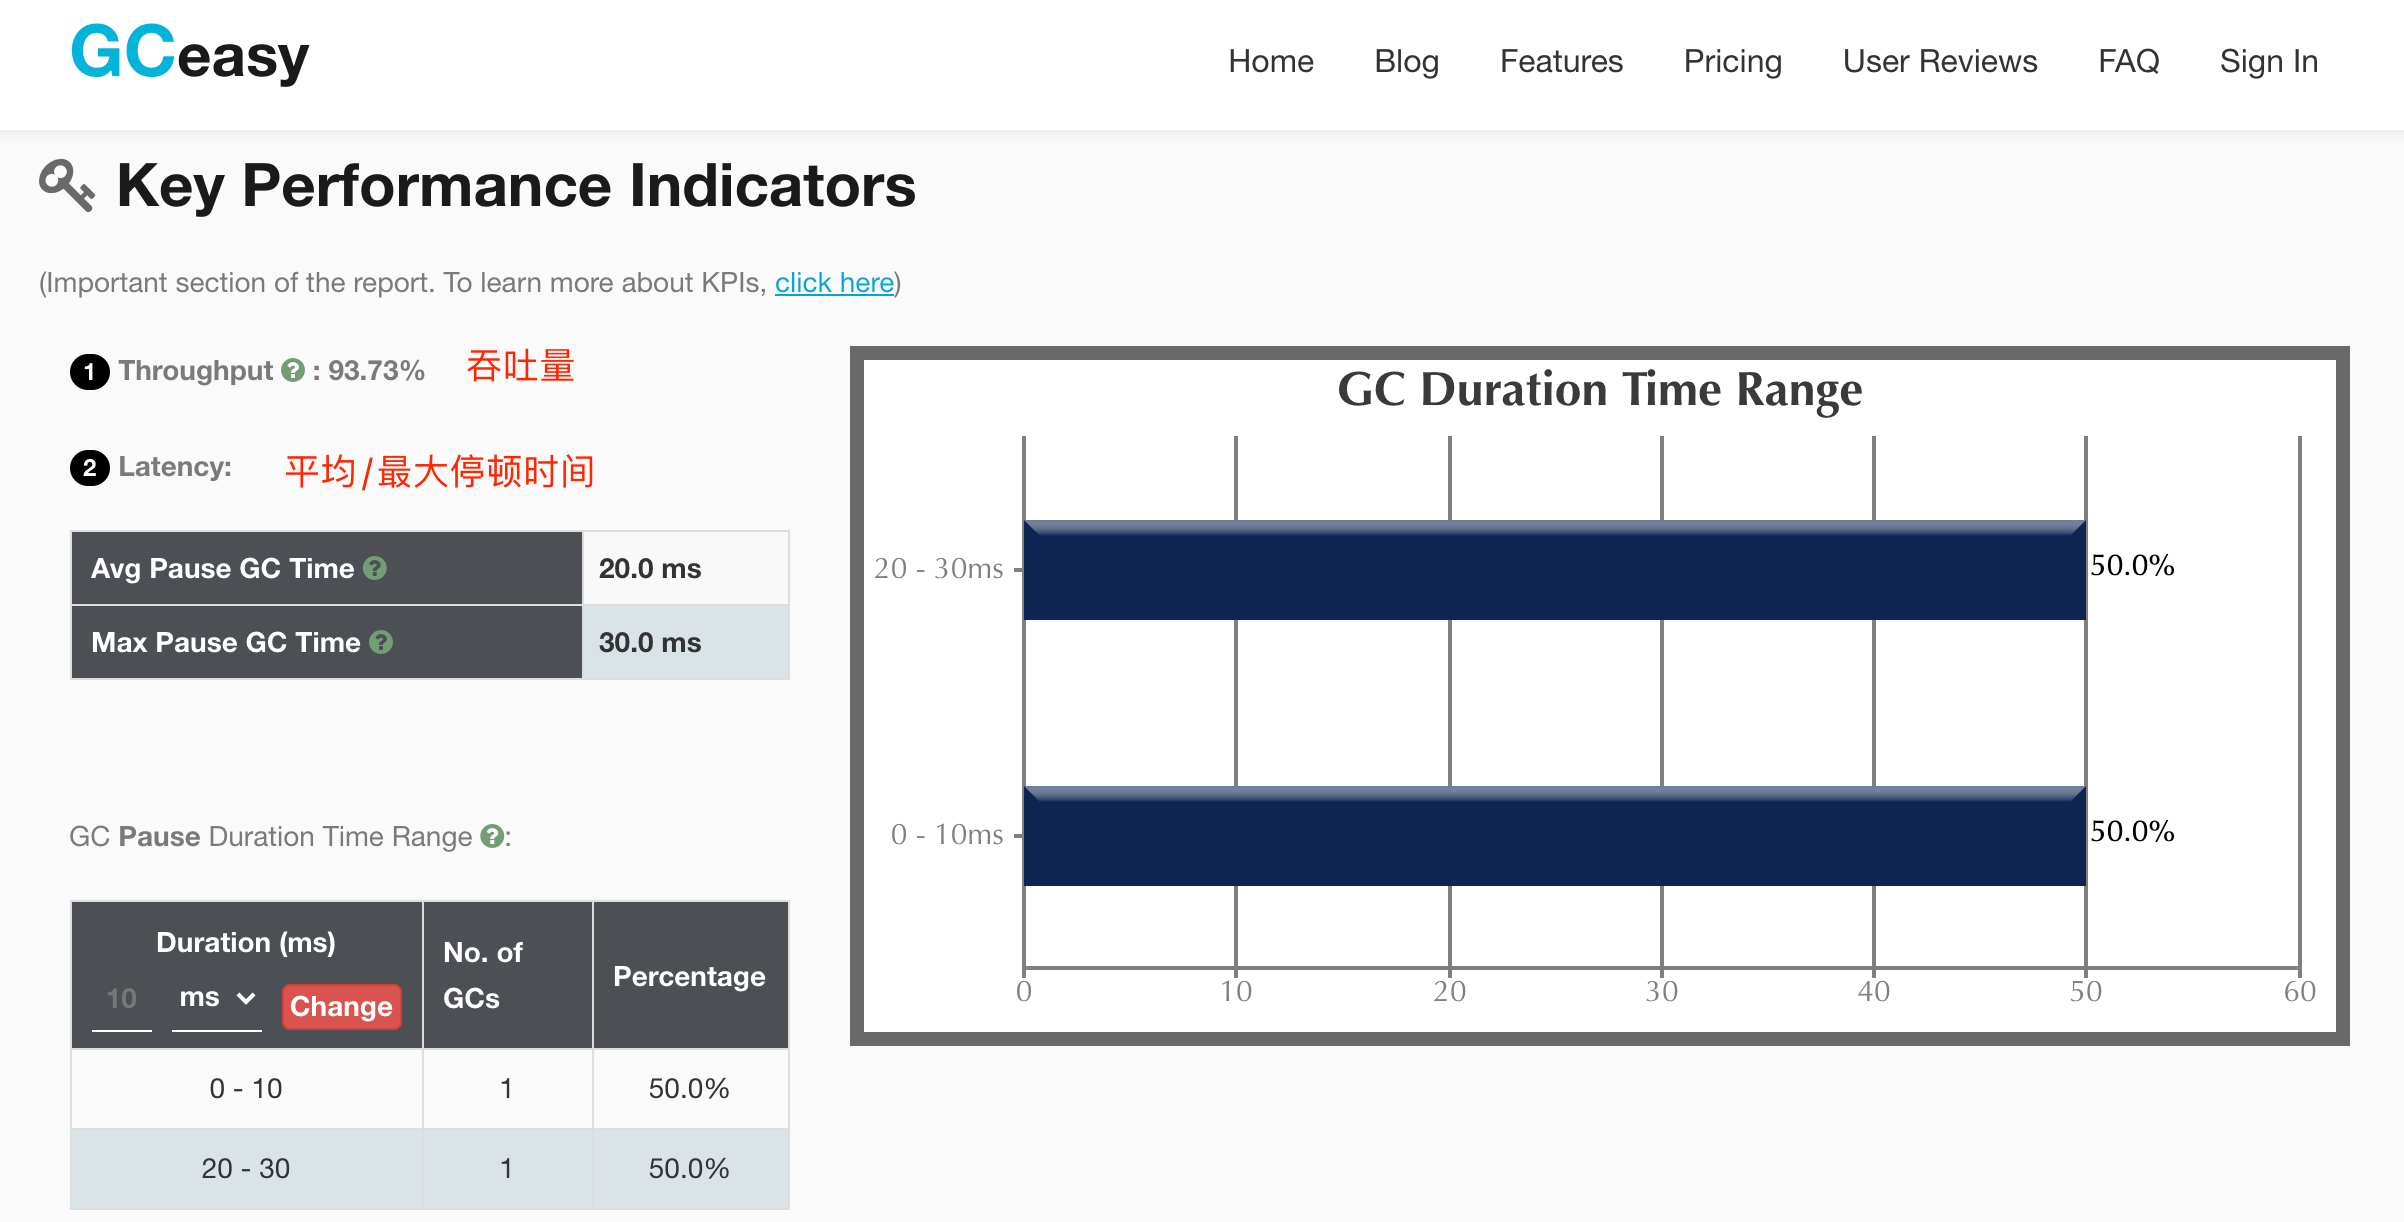 GCeasy
Home Blog Features Pricing User Reviews FAQ Sign In
Key Performance Indicators
(Important section of the report. To learn more about KPIs, click here)
1 Throughput ? : 93.73% 吞吐量
2 Latency: 平均/最大停顿时间
Avg Pause GC Time ? 20.0 ms
Max Pause GC Time ? 30.0 ms
GC Pause Duration Time Range ?:
Duration (ms)
10 ms Change
No. of
GCs
Percentage
0 - 10 1 50.0%
20 - 30 1 50.0%
GC Duration Time Range
20 - 30ms 50.0%
0 - 10ms 50.0%
0 10 20 30 40 50 60